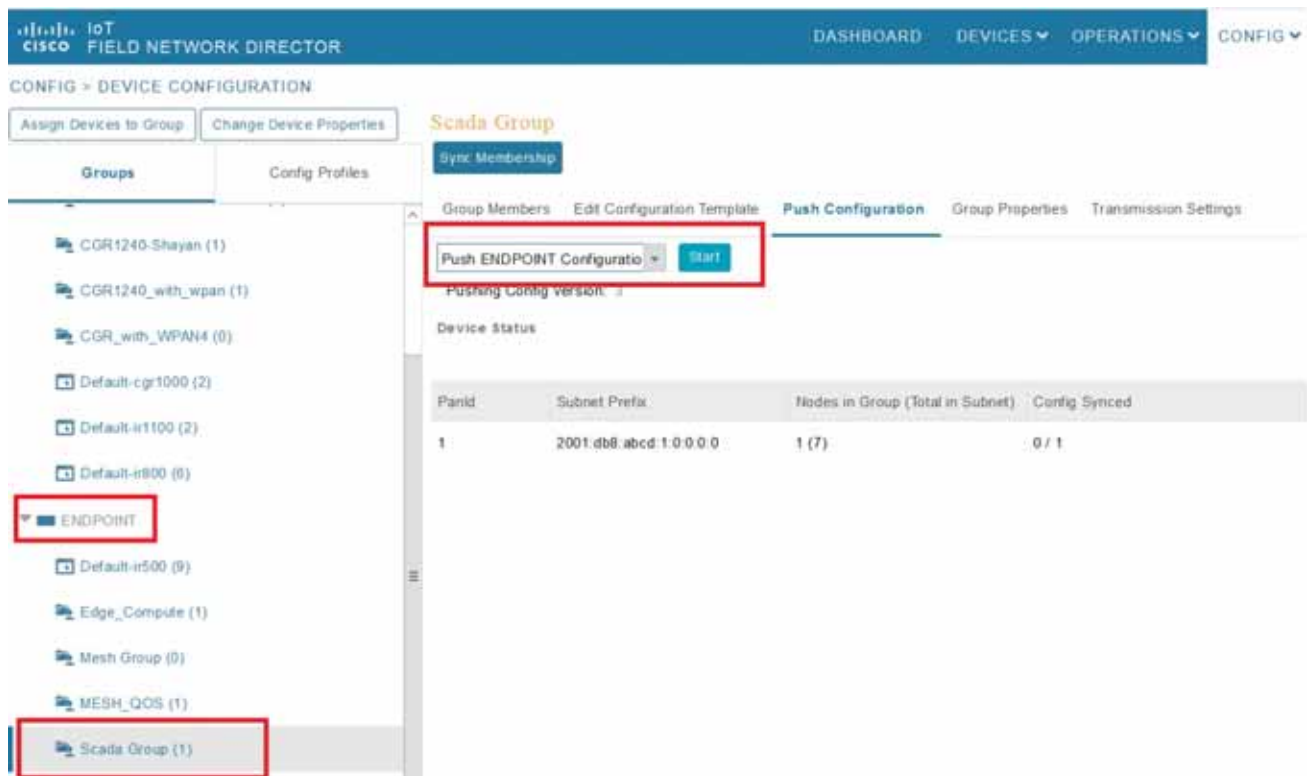 IoT
CISCO FIELD NETWORK DIRECTOR
DASHBOARD DEVICES OPERATIONS CONFIG
CONFIG > DEVICE CONFIGURATION
Assign Devices to Group Change Device Properties
Scada Group
Sync Membership
Groups Config Profiles
Group Members Edit Configuration Template Push Configuration Group Properties Transmission Settings
CGR1240-Shayan (1)
Push ENDPOINT Configuratio Start
CGR1240_with_wpan (1)
Pushing Config Version: 3
Device Status
CGR_with_WPAN4 (0)
Default-cgr1000 (2)
PanId Subnet Prefix Nodes in Group (Total in Subnet) Config Synced
Default-ir1100 (2)
1 2001:db8:abcd:1:0:0:0:0 1 (7) 0 / 1
Default-ir800 (6)
ENDPOINT
Default-ir500 (9)
Edge_Compute (1)
Mesh Group (0)
MESH_QOS (1)
Scada Group (1)